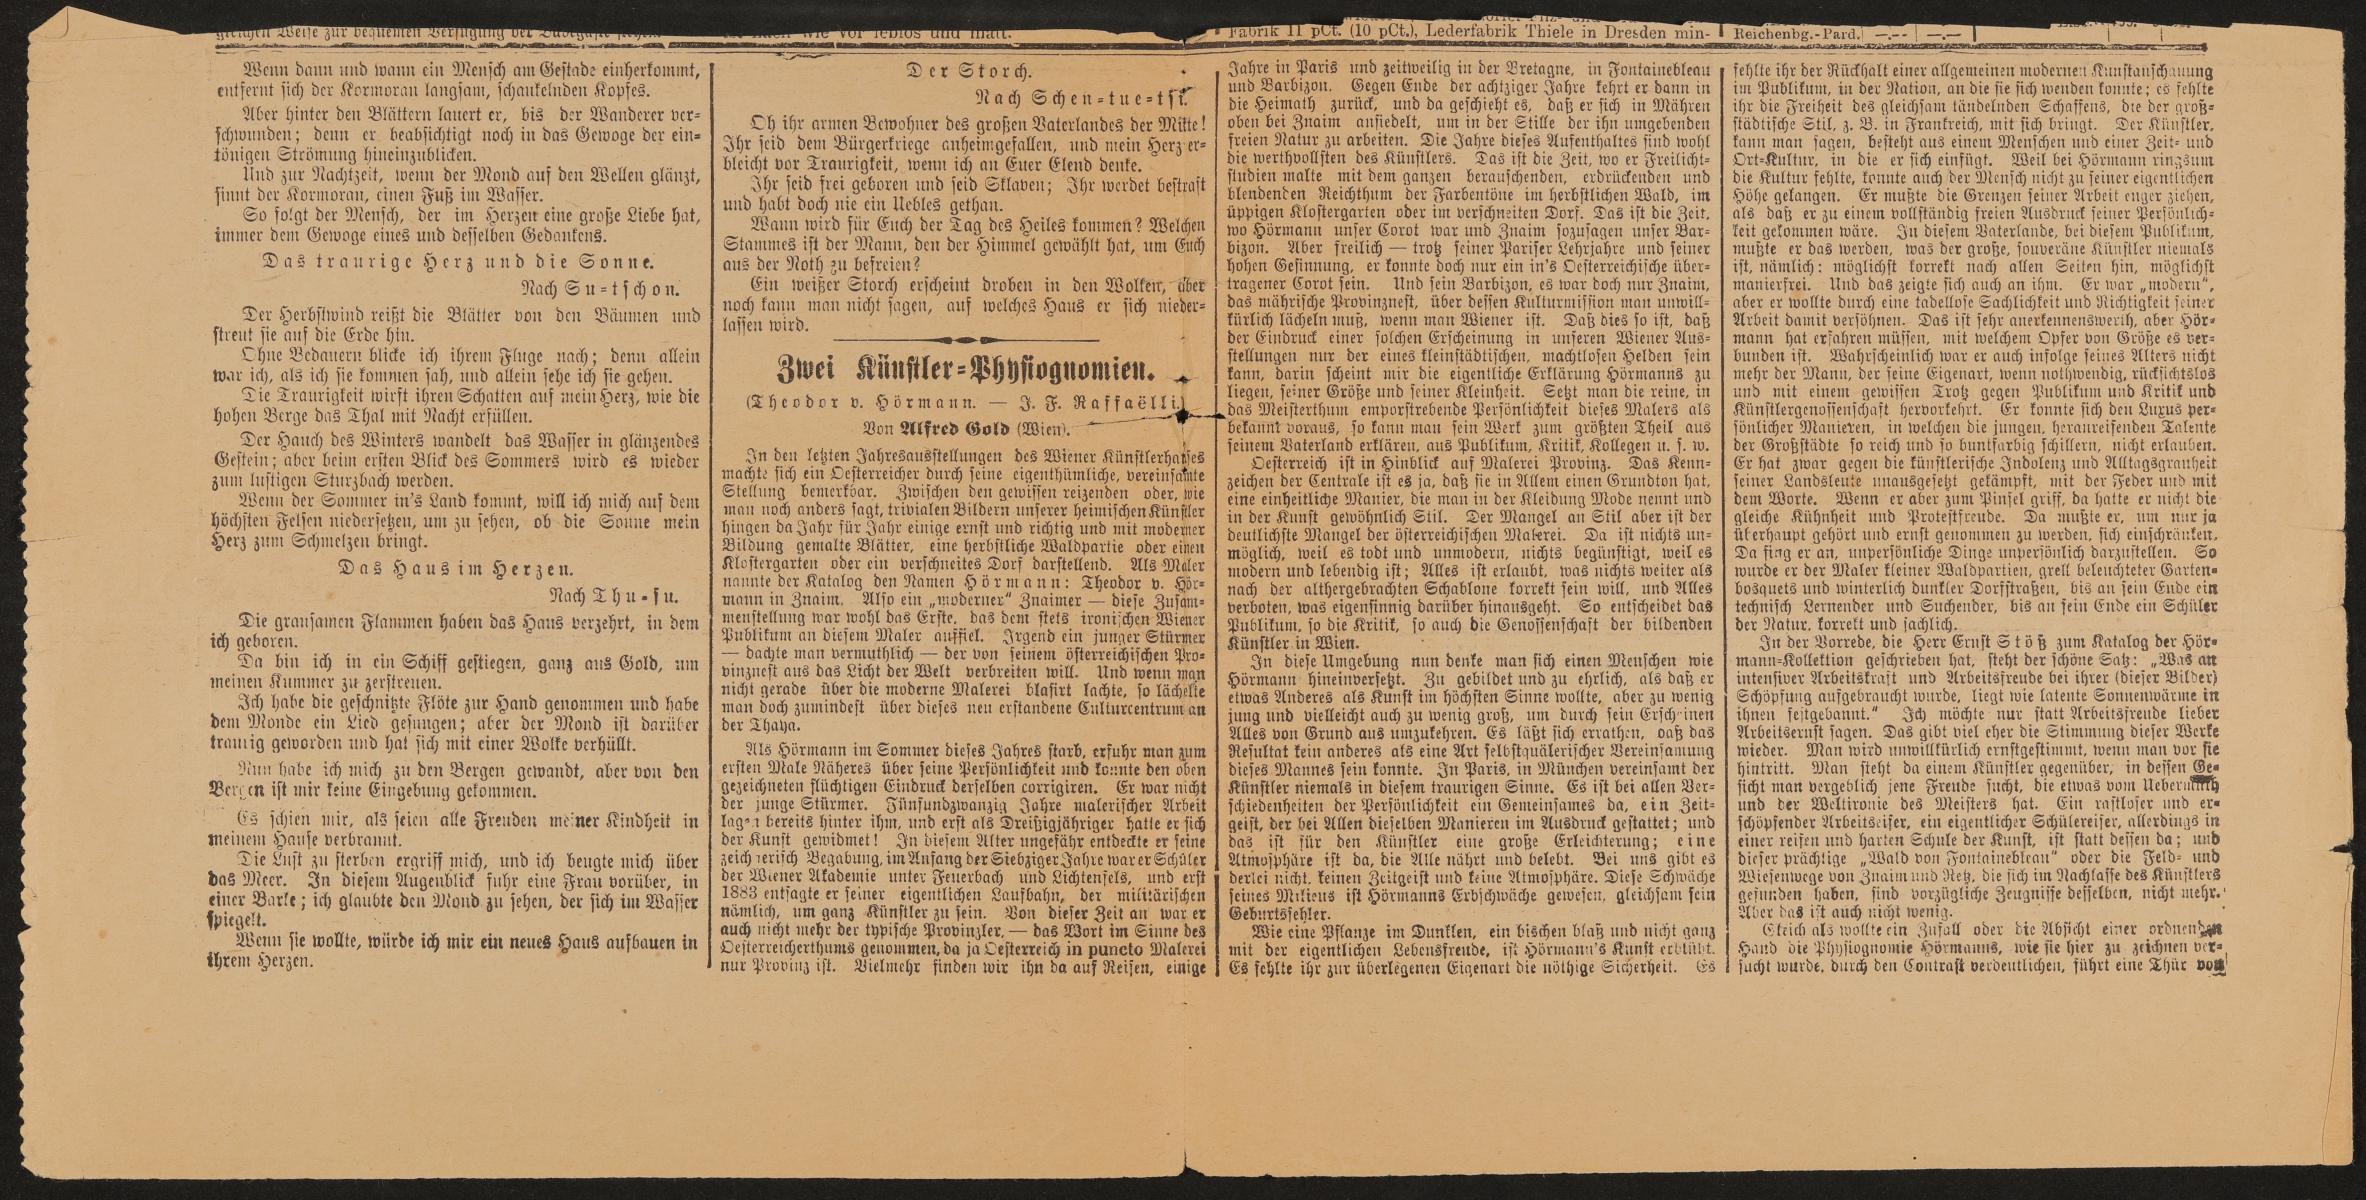 gleichen Weise zur bequemen Verfügung der Badegäste stehen.
Wenn dann und wann ein Mensch am Gestade einherkommt,
entfernt sich der Kormoran langsam, schaukelnden Kopfes.
Aber hinter den Blättern lauert er, bis der Wanderer ver-
schwunden; denn er beabsichtigt noch in das Gewoge der ein-
tönigen Strömung hineinzublicken.
Und zur Nachtzeit, wenn der Mond auf den Wellen glänzt,
sinnt der Kormoran, einen Fuß im Wasser.
So folgt der Mensch, der im Herzen eine große Liebe hat,
immer dem Gewoge eines und desselben Gedankens.
Das traurige Herz und die Sonne.
Nach Su-tschon.
Der Herbstwind reißt die Blätter von den Bäumen und
streut sie auf die Erde hin.
Ohne Bedauern blicke ich ihrem Fluge nach; denn allein
war ich, als ich sie kommen sah, und allein sehe ich sie gehen.
Die Traurigkeit wirft ihren Schatten auf mein Herz, wie die
hohen Berge das Thal mit Nacht erfüllen.
Der Hauch des Winters wandelt das Wasser in glänzendes
Gestein; aber beim ersten Blick des Sommers wird es wieder
zum lustigen Sturzbach werden.
Wenn der Sommer in's Land kommt, will ich mich auf dem
höchsten Felsen niedersetzen, um zu sehen, ob die Sonne mein
Herz zum Schmelzen bringt.
Das Haus im Herzen.
Nach Thu-fu.
Die grausamen Flammen haben das Haus verzehrt, in dem
ich geboren.
Da bin ich in ein Schiff gestiegen, ganz aus Gold, um
meinen Kummer zu zerstreuen.
Ich habe die geschnitzte Flöte zur Hand genommen und habe
dem Monde ein Lied gesungen; aber der Mond ist darüber
traurig geworden und hat sich mit einer Wolke verhüllt.
Nun habe ich mich zu den Bergen gewandt, aber von den
Bergen ist mir keine Eingebung gekommen.
Es schien mir, als seien alle Freuden meiner Kindheit in
meinem Hause verbrannt.
Die Lust zu sterben ergriff mich, und ich beugte mich über
das Meer. In diesem Augenblick fuhr eine Frau vorüber, in
einer Barke; ich glaubte den Mond zu sehen, der sich im Wasser
spiegelt.
Wenn sie wollte, würde ich mir ein neues Haus aufbauen in
ihrem Herzen.
nach wie vor leblos und matt.
Der Storch.
Nach Schen-tue-tsi.
Oh ihr armen Bewohner des großen Vaterlandes der Mitte!
Ihr seid dem Bürgerkriege anheimgefallen, und mein Herz er-
bleicht vor Traurigkeit, wenn ich an Euer Elend denke.
Ihr seid frei geboren und seid Sklaven; Ihr werdet bestraft
und habt doch nie ein Uebles gethan.
Wann wird für Euch der Tag des Heiles kommen? Welchen
Stammes ist der Mann, den der Himmel gewählt hat, um Euch
aus der Noth zu befreien?
Ein weißer Storch erscheint droben in den Wolken, aber
noch kann man nicht sagen, auf welches Haus er sich nieder-
lassen wird.
Zwei Künstler-Physiognomien.
(Theodor v. Hörmann. — J. F. Raffaëlli.
Von Alfred Gold (Wien).
In den letzten Jahresausstellungen des Wiener Künstlerhauses
machte sich ein Oesterreicher durch seine eigenthümliche, vereinsamte
Stellung bemerkbar. Zwischen den gewissen reizenden oder, wie
man noch anders sagt, trivialen Bildern unserer heimischen Künstler
hingen da Jahr für Jahr einige ernst und richtig und mit moderner
Bildung gemalte Blätter, eine herbstliche Waldpartie oder einen
Klostergarten oder ein verschneites Dorf darstellend. Als Maler
nannte der Katalog den Namen Hörmann: Theodor v. Hör-
mann in Znaim. Also ein „moderner“ Znaimer — diese Zusam-
menstellung war wohl das Erste, das dem stets ironischen Wiener
Publikum an diesem Maler auffiel. Irgend ein junger Stürmer
— dachte man vermuthlich — der von seinem österreichischen Pro-
vinznest aus das Licht der Welt verbreiten will. Und wenn man
nicht gerade über die moderne Malerei blasirt lachte, so lächelte
man doch zumindest über dieses neu erstandene Culturcentrum an
der Thaya.
Als Hörmann im Sommer dieses Jahres starb, erfuhr man zum
ersten Male Näheres über seine Persönlichkeit und konnte den oben
gezeichneten flüchtigen Eindruck derselben corrigiren. Er war nicht
der junge Stürmer. Fünfundzwanzig Jahre malerischer Arbeit
lagen bereits hinter ihm, und erst als Dreißigjähriger hatte er sich
der Kunst gewidmet! In diesem Alter ungefähr entdeckte er seine
zeichnerisch Begabung, im Anfang der Siebziger Jahre war er Schüler
der Wiener Akademie unter Feuerbach und Lichtenfels, und erst
1883 entsagte er seiner eigentlichen Laufbahn, der militärischen
nämlich, um ganz Künstler zu sein. Von dieser Zeit an war er
auch nicht mehr der typische Provinzler, — das Wort im Sinne des
Oesterreicherthums genommen, da ja Oesterreich in puncto Malerei
nur Provinz ist. Vielmehr finden wir ihn da auf Reisen, einige
Fabrik 11 pCt. (10 pCt.), Lederfabrik Thiele in Dresden min-
Jahre in Paris und zeitweilig in der Bretagne, in Fontainebleau
und Barbizon. Gegen Ende der achtziger Jahre kehrt er dann in
die Heimath zurück, und da geschieht es, daß er sich in Mähren
oben bei Znaim ansiedelt, um in der Stille der ihn umgebenden
freien Natur zu arbeiten. Die Jahre dieses Aufenthaltes sind wohl
die werthvollsten des Künstlers. Das ist die Zeit, wo er Freilicht-
studien malte mit dem ganzen berauschenden, erdrückenden und
blendenden Reichthum der Farbentöne im herbstlichen Wald, im
üppigen Klostergarten oder im verschneiten Dorf. Das ist die Zeit,
wo Hörmann unser Corot war und Znaim sozusagen unser Bar-
bizon. Aber freilich — trotz seiner Pariser Lehrjahre und seiner
hohen Gesinnung, er konnte doch nur ein in's Oesterreichische über-
tragener Corot sein. Und sein Barbizon, es war doch nur Znaim,
das mährische Provinznest, über dessen Kulturmission man unwill-
kürlich lächeln muß, wenn man Wiener ist. Daß dies so ist, daß
der Eindruck einer solchen Erscheinung in unseren Wiener Aus-
stellungen nur der eines kleinstädtischen, machtlosen Helden sein
kann, darin scheint mir die eigentliche Erklärung Hörmanns zu
liegen, seiner Größe und seiner Kleinheit. Setzt man die reine, in
das Meisterthum emporstrebende Persönlichkeit dieses Malers als
bekannt voraus, so kann man sein Werk zum größten Theil aus
seinem Vaterland erklären, aus Publikum, Kritik, Kollegen u. s. w.
Oesterreich ist in Hinblick auf Malerei Provinz. Das Kenn-
zeichen der Centrale ist es ja, daß sie in Allem einen Grundton hat,
eine einheitliche Manier, die man in der Kleidung Mode nennt und
in der Kunst gewöhnlich Stil. Der Mangel an Stil aber ist der
deutlichste Mangel der österreichischen Malerei. Da ist nichts un-
möglich, weil es todt und unmodern, nichts begünstigt, weil es
modern und lebendig ist; Alles ist erlaubt, was nichts weiter als
nach der althergebrachten Schablone korrekt sein will, und Alles
verboten, was eigensinnig darüber hinausgeht. So entscheidet das
Publikum, so die Kritik, so auch die Genossenschaft der bildenden
Künstler in Wien.
In diese Umgebung nun denke man sich einen Menschen wie
Hörmann hineinversetzt. Zu gebildet und zu ehrlich, als daß er
etwas Anderes als Kunst im höchsten Sinne wollte, aber zu wenig
jung und vielleicht auch zu wenig groß, um durch sein Erscheinen
Alles von Grund aus umzukehren. Es läßt sich errathen, daß das
Resultat kein anderes als eine Art selbstquälerischer Vereinsamung
dieses Mannes sein konnte. In Paris, in München vereinsamt der
Künstler niemals in diesem traurigen Sinne. Es ist bei allen Ver-
schiedenheiten der Persönlichkeit ein Gemeinsames da, ein Zeit-
geist, der bei Allen dieselben Manieren im Ausdruck gestattet; und
das ist für den Künstler eine große Erleichterung; eine
Atmosphäre ist da, die Alle nährt und belebt. Bei uns gibt es
derlei nicht, keinen Zeitgeist und keine Atmosphäre. Diese Schwäche
seines Milieus ist Hörmanns Erbschwäche gewesen, gleichsam sein
Geburtsfehler.
Wie eine Pflanze im Dunklen, ein bischen blaß und nicht ganz
mit der eigentlichen Lebensfreude, ist Hörmann's Kunst erblüht.
Es fehlte ihr zur überlegenen Eigenart die nöthige Sicherheit. Es
Reichenbg.-Pard. —.— —.—
fehlte ihr der Rückhalt einer allgemeinen modernen Kunstanschauung
im Publikum, in der Nation, an die sie sich wenden konnte; es fehlte
ihr die Freiheit des gleichsam tändelnden Schaffens, die der groß-
städtische Stil, z. B. in Frankreich, mit sich bringt. Der Künstler,
kann man sagen, besteht aus einem Menschen und einer Zeit- und
Ort-Kultur, in die er sich einfügt. Weil bei Hörmann ringsum
die Kultur fehlte, konnte auch der Mensch nicht zu seiner eigentlichen
Höhe gelangen. Er mußte die Grenzen seiner Arbeit enger ziehen,
als daß er zu einem vollständig freien Ausdruck seiner Persönlich-
keit gekommen wäre. In diesem Vaterlande, bei diesem Publikum,
mußte er das werden, was der große, souveräne Künstler niemals
ist, nämlich: möglichst korrekt nach allen Seiten hin, möglichst
manierfrei. Und das zeigte sich auch an ihm. Er war „modern“,
aber er wollte durch eine tadellose Sachlichkeit und Richtigkeit seiner
Arbeit damit versöhnen. Das ist sehr anerkennenswerth, aber Hör-
mann hat erfahren müssen, mit welchem Opfer von Größe es ver-
bunden ist. Wahrscheinlich war er auch infolge seines Alters nicht
mehr der Mann, der seine Eigenart, wenn nothwendig, rücksichtslos
und mit einem gewissen Trotz gegen Publikum und Kritik und
Künstlergenossenschaft hervorkehrt. Er konnte sich den Luxus per-
sönlicher Manieren, in welchen die jungen, heranreifenden Talente
der Großstädte so reich und so buntfarbig schillern, nicht erlauben.
Er hat zwar gegen die künstlerische Indolenz und Alltagsgrauheit
seiner Landsleute unausgesetzt gekämpft, mit der Feder und mit
dem Worte. Wenn er aber zum Pinsel griff, da hatte er nicht die
gleiche Kühnheit und Protestfreude. Da mußte er, um nur ja
überhaupt gehört und ernst genommen zu werden, sich einschränken.
Da fing er an, unpersönliche Dinge unpersönlich darzustellen. So
wurde er der Maler kleiner Waldpartien, grell beleuchteter Garten-
bosquets und winterlich dunkler Dorfstraßen, bis an sein Ende ein
technisch Lernender und Suchender, bis an sein Ende ein Schüler
der Natur, korrekt und sachlich.
In der Vorrede, die Herr Ernst Stöß zum Katalog der Hör-
mann-Kollektion geschrieben hat, steht der schöne Satz: „Was an
intensiver Arbeitskraft und Arbeitsfreude bei ihrer (dieser Bilder)
Schöpfung aufgebraucht wurde, liegt wie latente Sonnenwärme in
ihnen festgebannt.“ Ich möchte nur statt Arbeitsfreude lieber
Arbeitsernst sagen. Das gibt viel eher die Stimmung dieser Werke
wieder. Man wird unwillkürlich ernstgestimmt, wenn man vor sie
hintritt. Man steht da einem Künstler gegenüber, in dessen Ge-
sicht man vergeblich jene Freude sucht, die etwas vom Uebermuth
und der Weltironie des Meisters hat. Ein rastloser und er-
schöpfender Arbeitseifer, ein eigentlicher Schülereifer, allerdings in
einer reifen und harten Schule der Kunst, ist statt dessen da; und
dieser prächtige „Wald von Fontainebleau“ oder die Feld- und
Wiesenwege von Znaim und Retz, die sich im Nachlasse des Künstlers
gefunden haben, sind vorzügliche Zeugnisse desselben, nicht mehr.
Aber das ist auch nicht wenig.
Gleich als wollte ein Zufall oder die Absicht einer ordnenden
Hand die Physiognomie Hörmanns, wie sie hier zu zeichnen ver-
sucht wurde, durch den Contrast verdeutlichen, führt eine Thür von